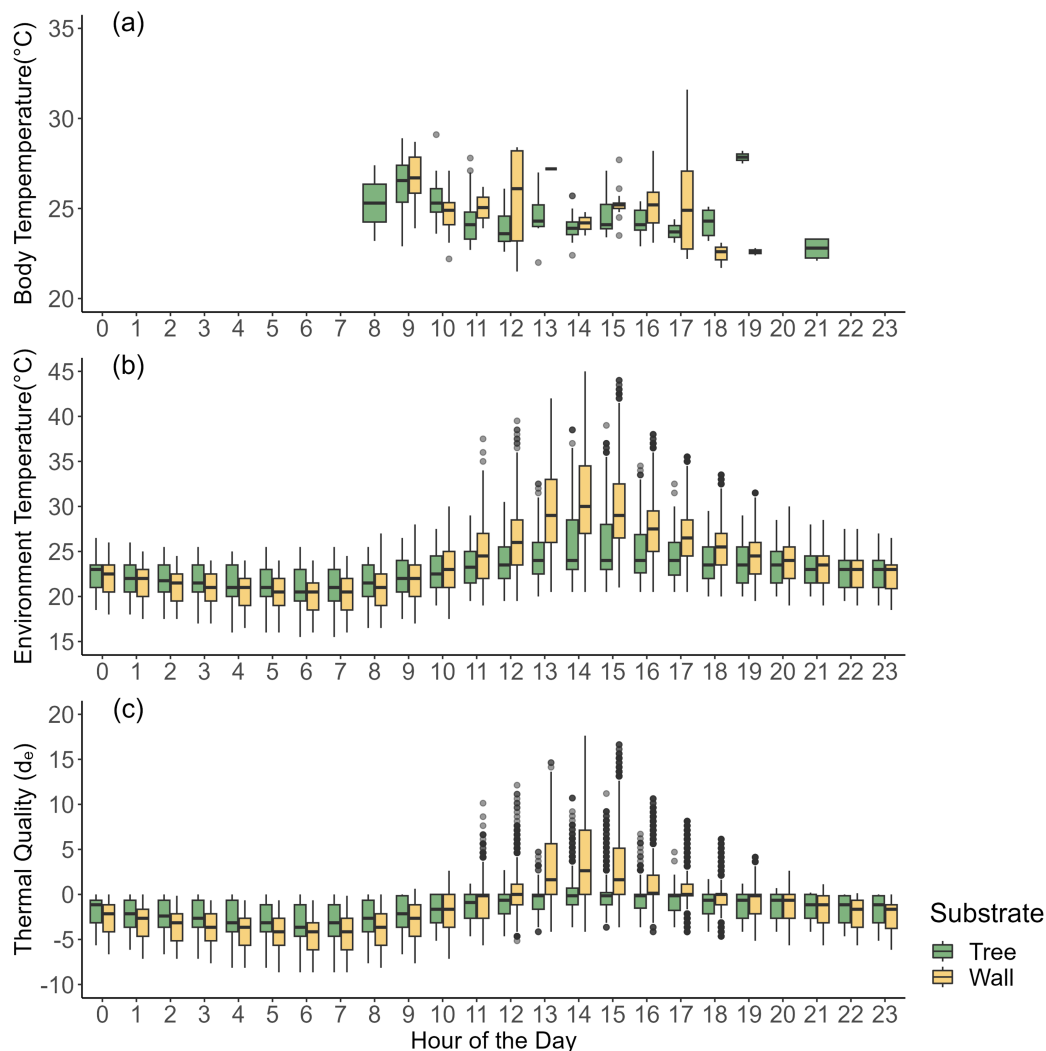 (a)
Body Tempemperature(°C)
35
30
25
20
0 1 2 3 4 5 6 7 8 9 10 11 12 13 14 15 16 17 18 19 20 21 22 23
(b)
Environment Temperature(°C)
45
40
35
30
25
20
15
0 1 2 3 4 5 6 7 8 9 10 11 12 13 14 15 16 17 18 19 20 21 22 23
(c)
Thermal Quality (dₑ)
20
15
10
5
0
-5
-10
0 1 2 3 4 5 6 7 8 9 10 11 12 13 14 15 16 17 18 19 20 21 22 23
Hour of the Day
Substrate
Tree
Wall